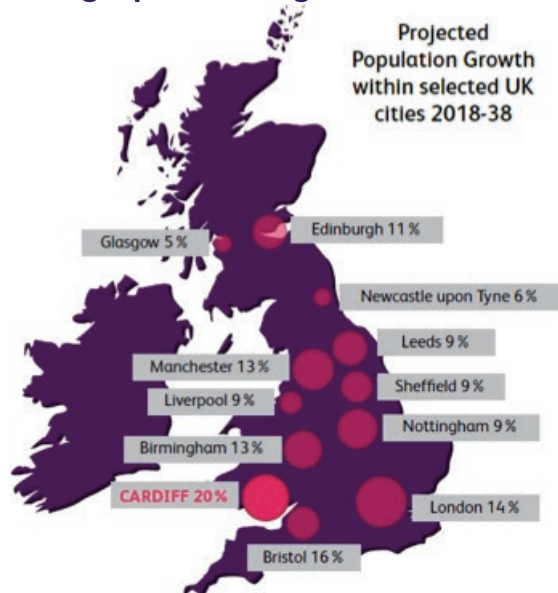 Projected
Population Growth
within selected UK
cities 2018-38
Edinburgh 11%
Glasgow 5%
Newcastle upon Tyne 6%
Leeds 9%
Manchester 13%
Sheffield 9%
Liverpool 9%
Nottingham 9%
Birmingham 13%
CARDIFF 20%
London 14%
Bristol 16%